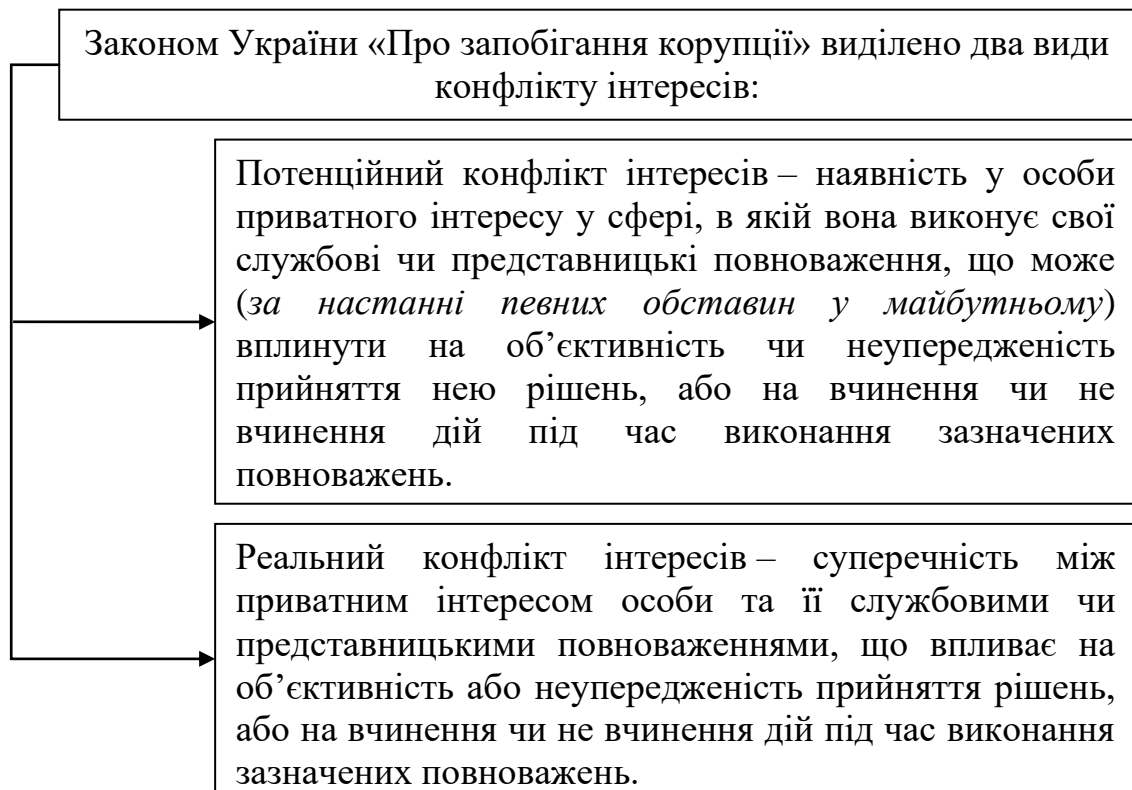 Законом України «Про запобігання корупції» виділено два види
конфлікту інтересів:
Потенційний конфлікт інтересів – наявність у особи
приватного інтересу у сфері, в якій вона виконує свої
службові чи представницькі повноваження, що може
(за настанні певних обставин у майбутньому)
вплинути на об’єктивність чи неупередженість
прийняття нею рішень, або на вчинення чи не
вчинення дій під час виконання зазначених
повноважень.
Реальний конфлікт інтересів – суперечність між
приватним інтересом особи та її службовими чи
представницькими повноваженнями, що впливає на
об’єктивність або неупередженість прийняття рішень,
або на вчинення чи не вчинення дій під час виконання
зазначених повноважень.